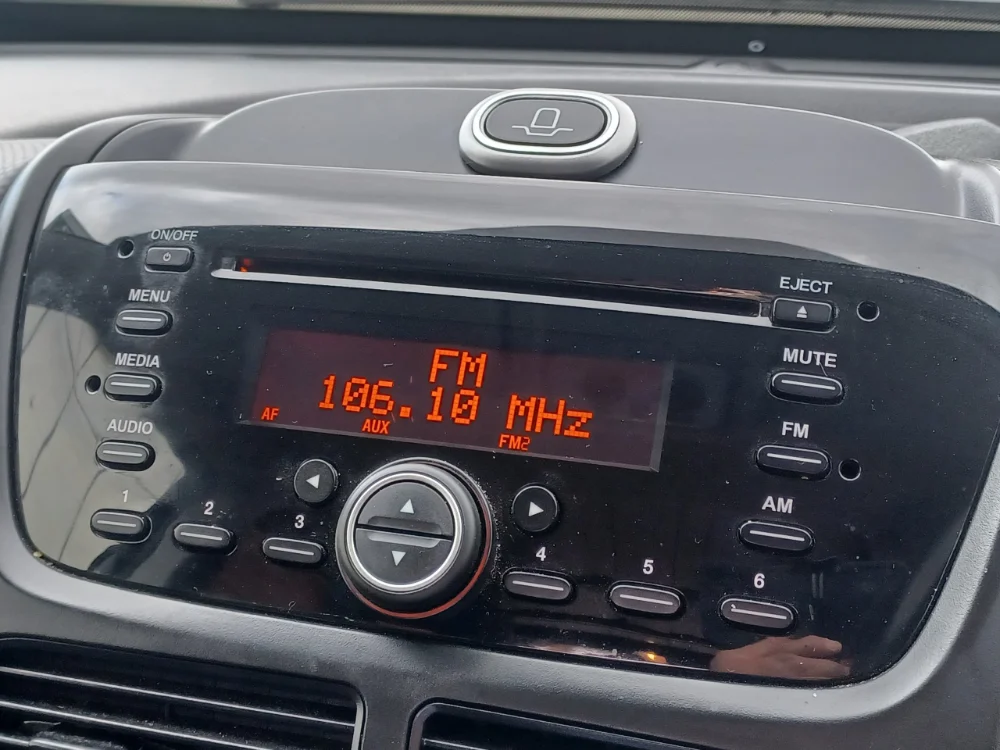 ON/OFF
MENU
MEDIA
AUDIO
1
2
3
FM
106.10 MHz
AF
AUX
FM2
EJECT
MUTE
FM
AM
4
5
6